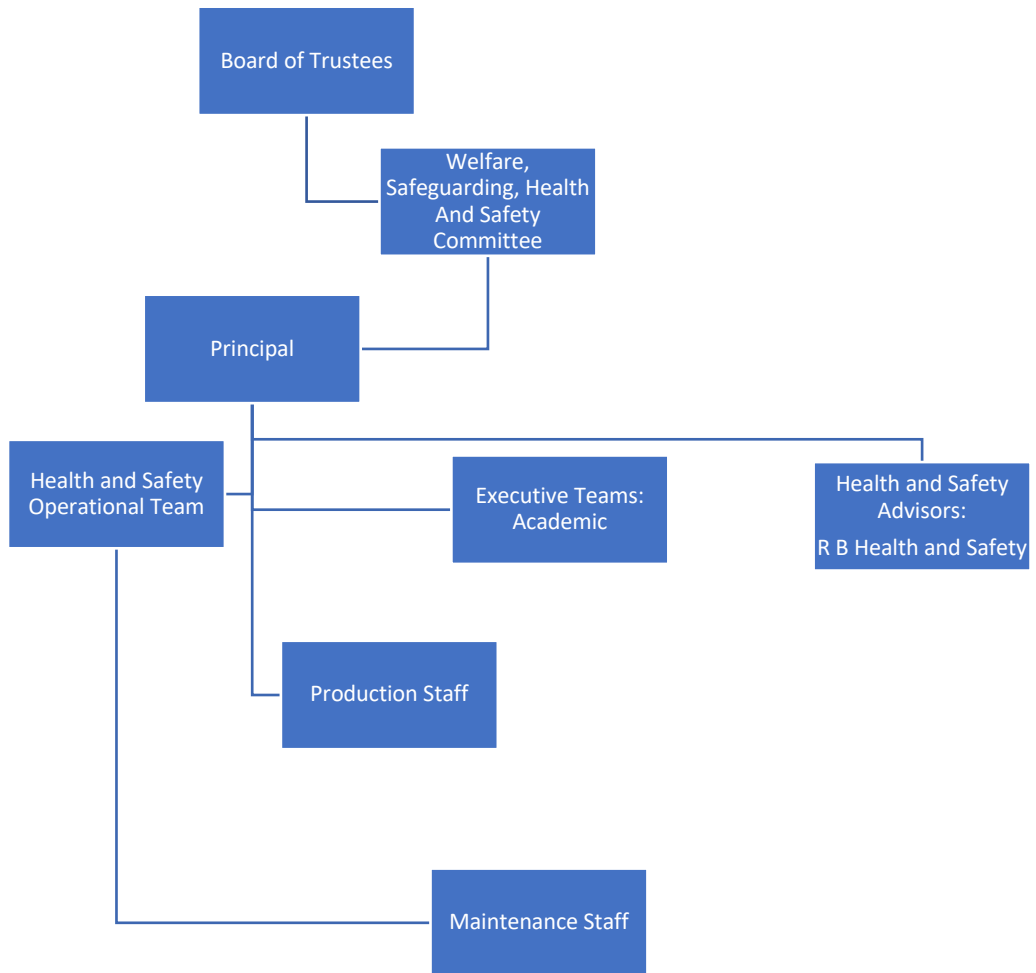 Board of Trustees
Welfare,
Safeguarding, Health
And Safety
Committee
Principal
Health and Safety
Operational Team
Executive Teams:
Academic
Health and Safety
Advisors:
R B Health and Safety
Production Staff
Maintenance Staff